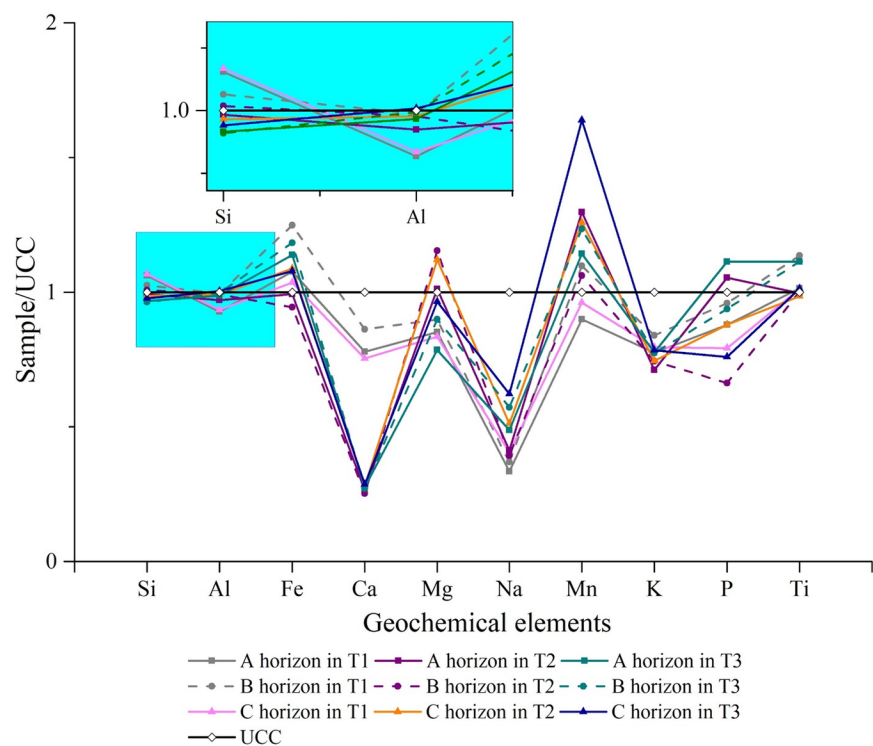 2
1.0
Si Al
Sample/UCC
1
0
Si Al Fe Ca Mg Na Mn K P Ti
Geochemical elements
A horizon in T1 A horizon in T2 A horizon in T3
B horizon in T1 B horizon in T2 B horizon in T3
C horizon in T1 C horizon in T2 C horizon in T3
UCC